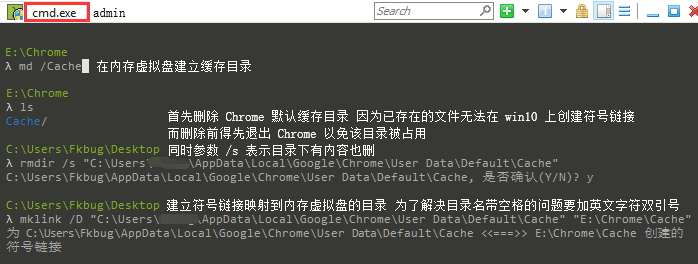 cmd.exe admin Search
E:\Chrome
λ md /Cache 在内存虚拟盘建立缓存目录
E:\Chrome
λ ls
Cache/
首先删除 Chrome 默认缓存目录 因为已存在的文件无法在 win10 上创建符号链接
而删除前得先退出 Chrome 以免该目录被占用
C:\Users\Fkbug\Desktop 同时参数 /s 表示目录下有内容也删
λ rmdir /s "C:\Users\ \AppData\Local\Google\Chrome\User Data\Default\Cache"
C:\Users\Fkbug\AppData\Local\Google\Chrome\User Data\Default\Cache, 是否确认(Y/N)? y
C:\Users\Fkbug\Desktop 建立符号链接映射到内存虚拟盘的目录 为了解决目录名带空格的问题要加英文字符双引号
λ mklink /D "C:\Users\ \AppData\Local\Google\Chrome\User Data\Default\Cache" "E:\Chrome\Cache"
为 C:\Users\Fkbug\AppData\Local\Google\Chrome\User Data\Default\Cache <<===>> E:\Chrome\Cache 创建的
符号链接